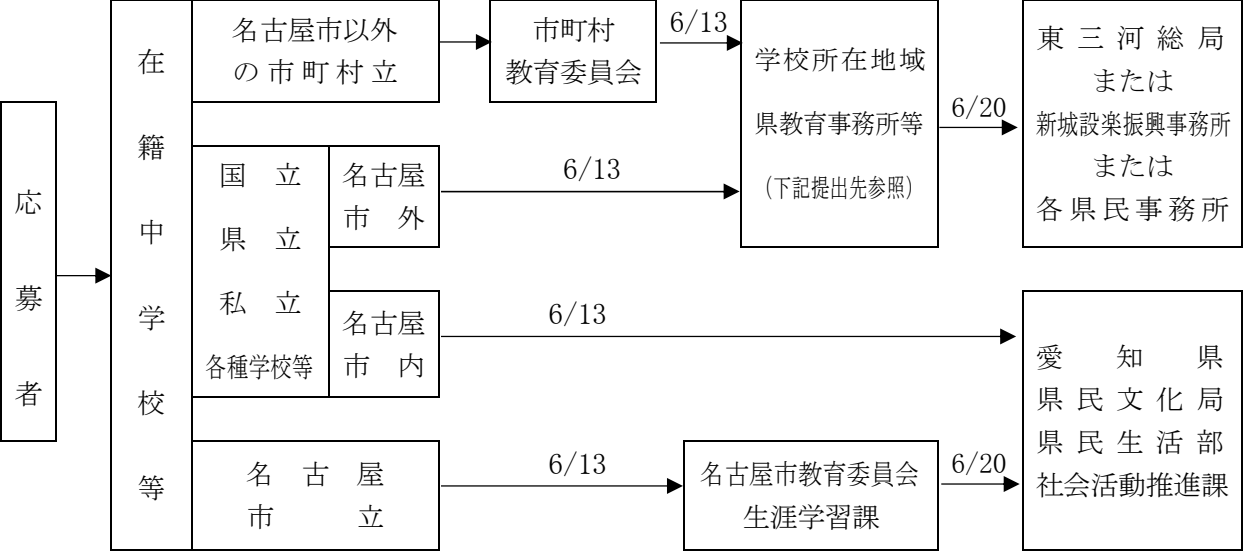 応募者
在籍中学校等
名古屋市以外
の市町村立
市町村
教育委員会
6/13
学校所在地域
県教育事務所等
(下記提出先参照)
6/20
東三河総局
または
新城設楽振興事務所
または
各県民事務所
国立
県立
私立
各種学校等
名古屋
市外
6/13
名古屋
市内
6/13
愛知県
県民文化局
県民生活部
社会活動推進課
名古屋
市立
6/13
名古屋市教育委員会
生涯学習課
6/20